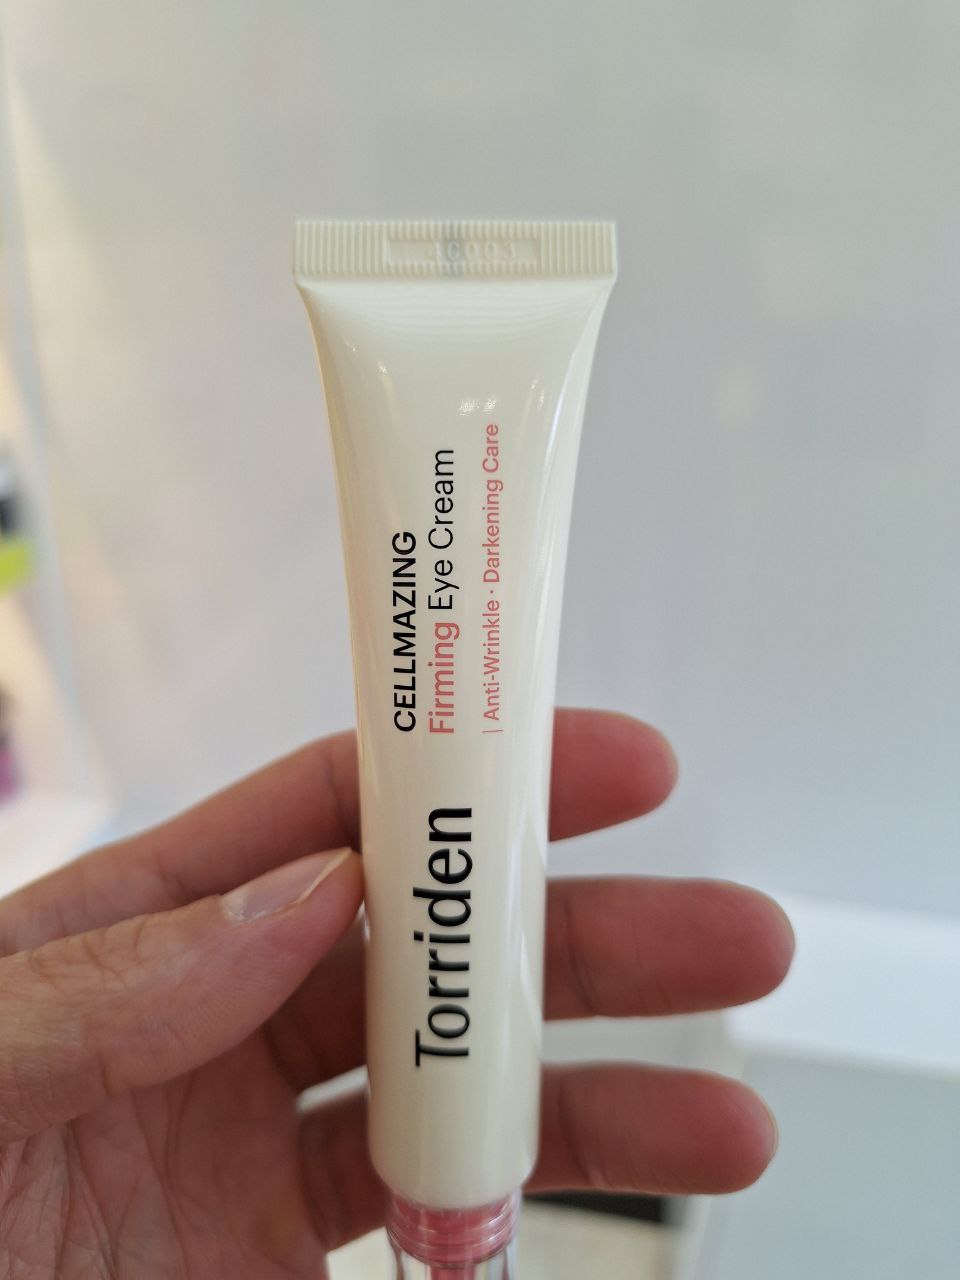 CELLMAZING
Firming Eye Cream
| Anti-Wrinkle · Darkening Care
Torriden